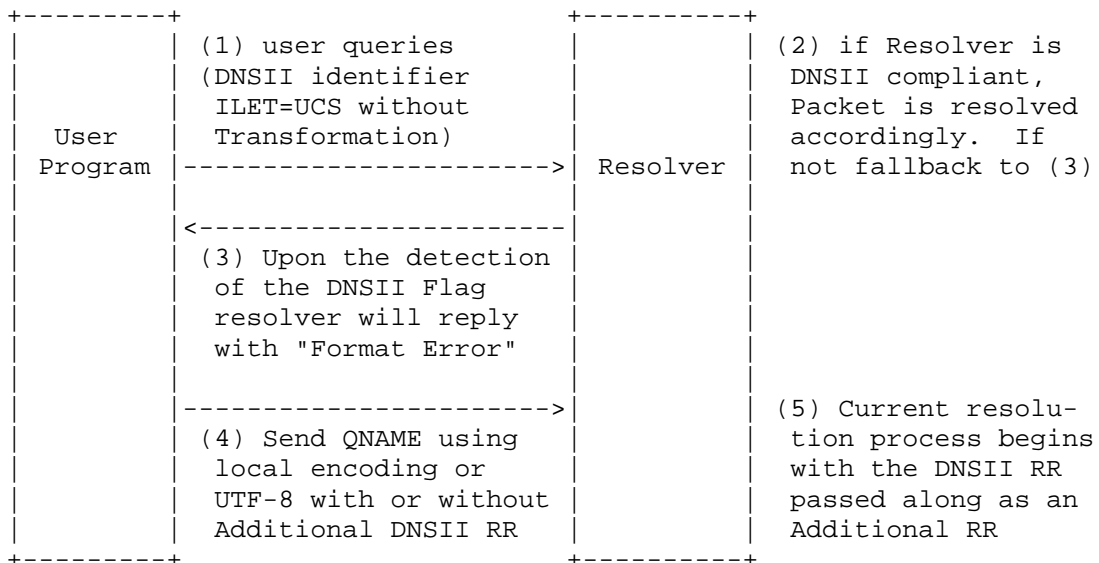 +---------+ +----------+
| | (1) user queries | | (2) if Resolver is
| | (DNSII identifier | | DNSII compliant,
| | ILET=UCS without | | Packet is resolved
| User | Transformation) | | accordingly. If
| Program |----------------------->| Resolver | not fallback to (3)
| | | |
| |<-----------------------| |
| | (3) Upon the detection | |
| | of the DNSII Flag | |
| | resolver will reply | |
| | with "Format Error" | |
| | | |
| |----------------------->| | (5) Current resolu-
| | (4) Send QNAME using | | tion process begins
| | local encoding or | | with the DNSII RR
| | UTF-8 with or without | | passed along as an
| | Additional DNSII RR | | Additional RR
+---------+ +----------+